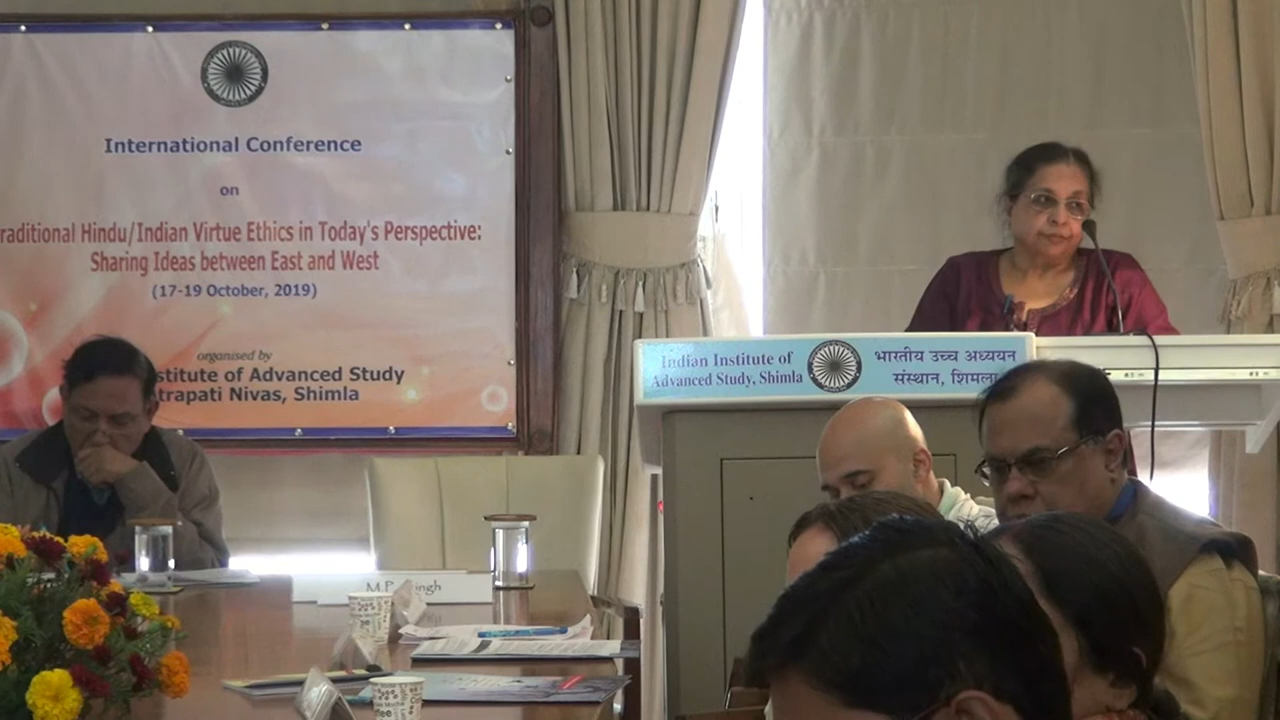 International Conference
on
raditional Hindu/Indian Virtue Ethics in Today's Perspective:
Sharing Ideas between East and West
(17-19 October, 2019)
organised by
stitute of Advanced Study
trapati Nivas, Shimla
Indian Institute of
Advanced Study, Shimla
भारतीय उच्च अध्ययन
संस्थान, शिमला